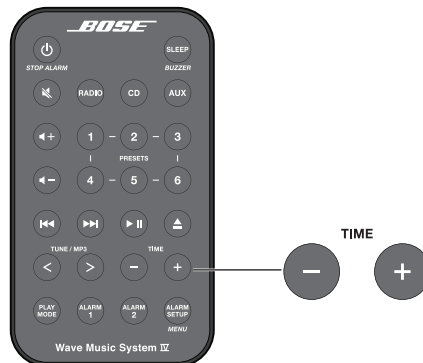 BOSE
SLEEP
STOP ALARM BUZZER
RADIO CD AUX
+ 1 - 2 - 3
PRESETS
- 4 - 5 - 6
TUNE / MP3 TIME
< > - +
PLAY MODE ALARM 1 ALARM 2 ALARM SETUP
MENU
Wave Music System IV
TIME
- +